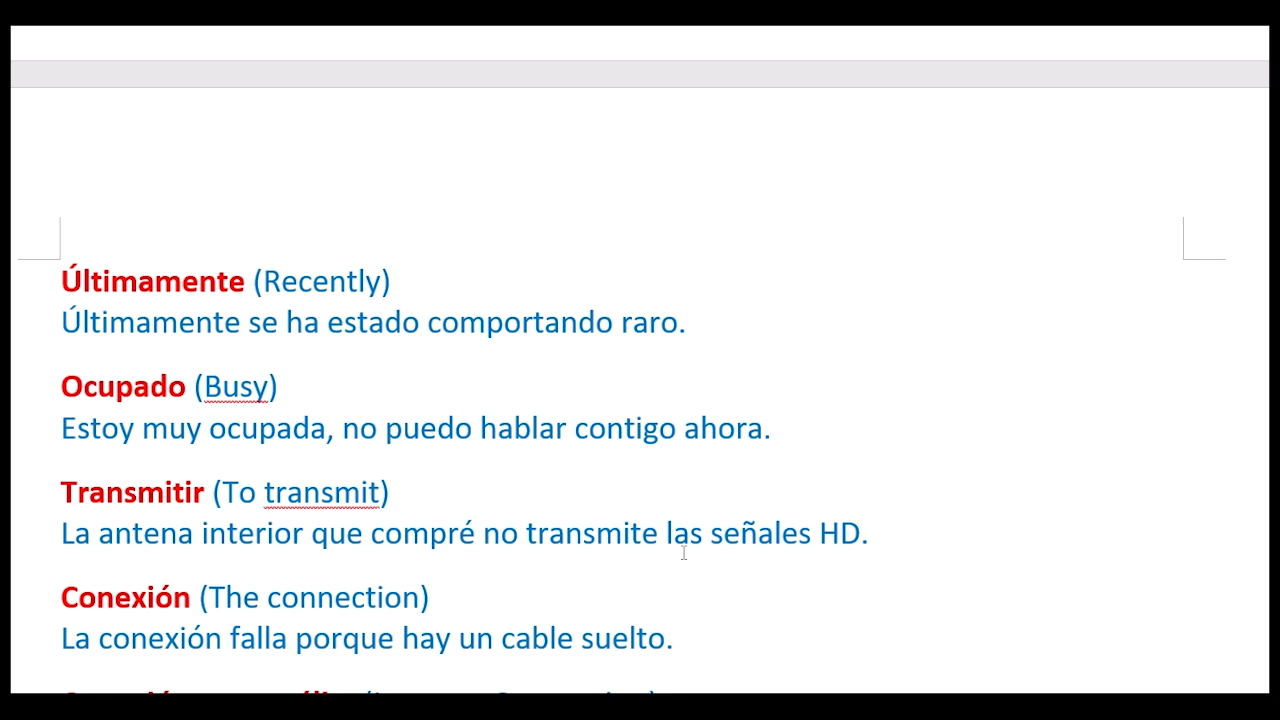 Últimamente (Recently)
Últimamente se ha estado comportando raro.
Ocupado (Busy)
Estoy muy ocupada, no puedo hablar contigo ahora.
Transmitir (To transmit)
La antena interior que compré no transmite las señales HD.
Conexión (The connection)
La conexión falla porque hay un cable suelto.